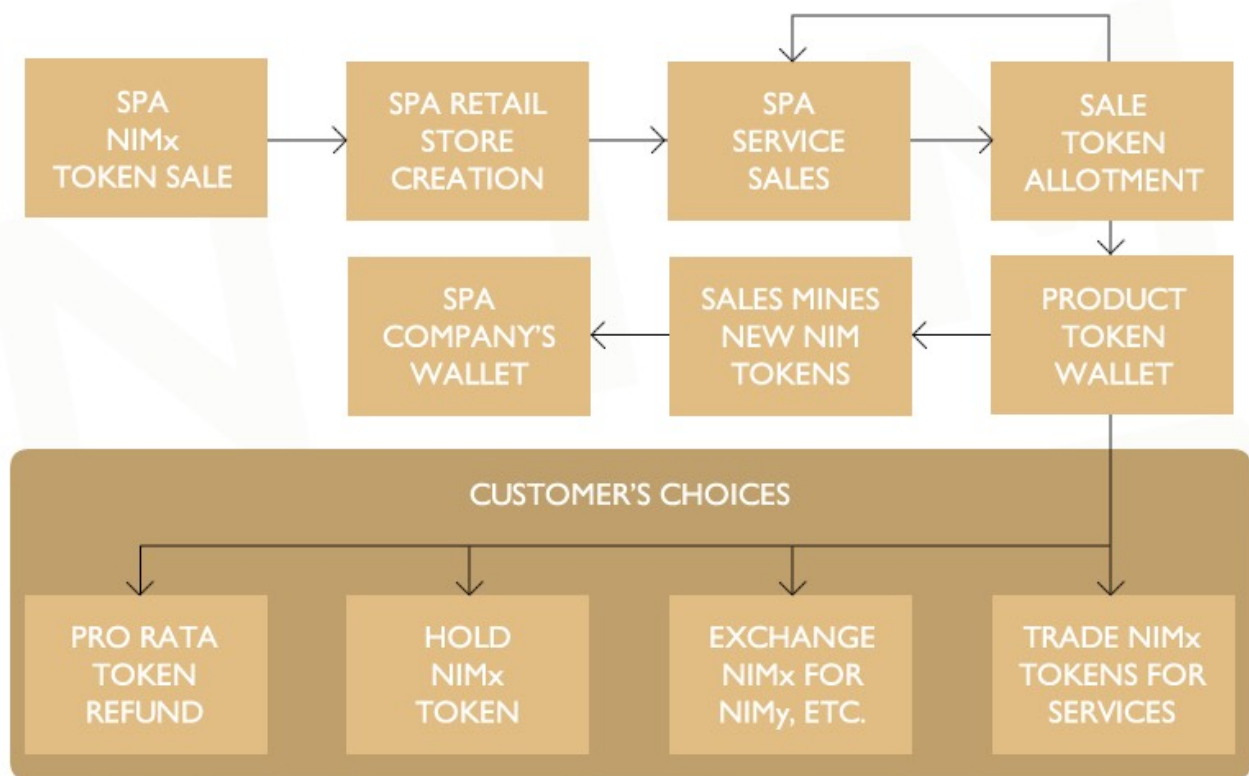 SPA
NIMx
TOKEN SALE
SPA RETAIL
STORE
CREATION
SPA
SERVICE
SALES
SALE
TOKEN
ALLOTMENT
SPA
COMPANY'S
WALLET
SALES MINES
NEW NIM
TOKENS
PRODUCT
TOKEN
WALLET
CUSTOMER'S CHOICES
PRO RATA
TOKEN
REFUND
HOLD
NIMx
TOKEN
EXCHANGE
NIMx FOR
NIMy, ETC.
TRADE NIMx
TOKENS FOR
SERVICES